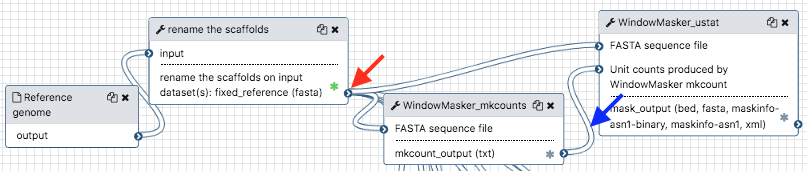 rename the scaffolds
input
rename the scaffolds on input
dataset(s): fixed_reference (fasta)
Reference
genome
output
WindowMasker_mkcounts
FASTA sequence file
mkcount_output (txt)
WindowMasker_ustat
FASTA sequence file
Unit counts produced by
WindowMasker mkcount
mask_output (bed, fasta, maskinfo-
asn1-binary, maskinfo-asn1, xml)